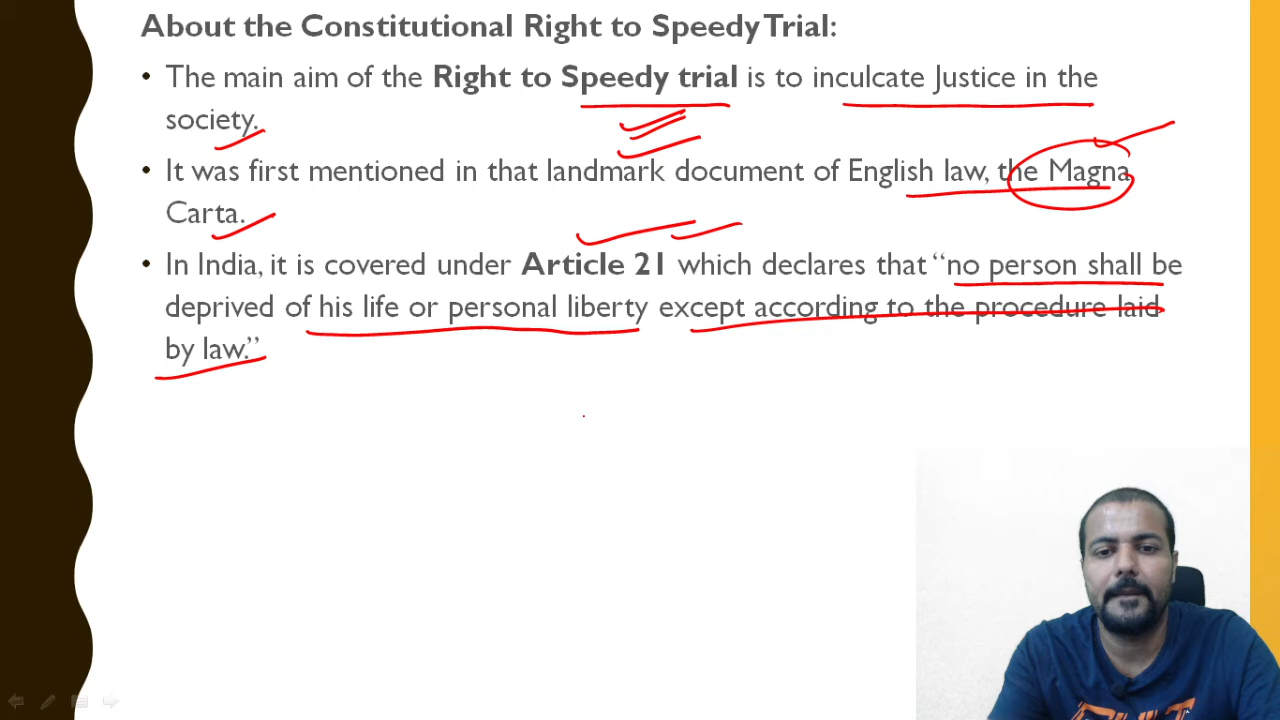 About the Constitutional Right to Speedy Trial:
• The main aim of the Right to Speedy trial is to inculcate Justice in the
society.
• It was first mentioned in that landmark document of English law, the Magna
Carta.
• In India, it is covered under Article 21 which declares that “no person shall be
deprived of his life or personal liberty except according to the procedure laid
by law.”